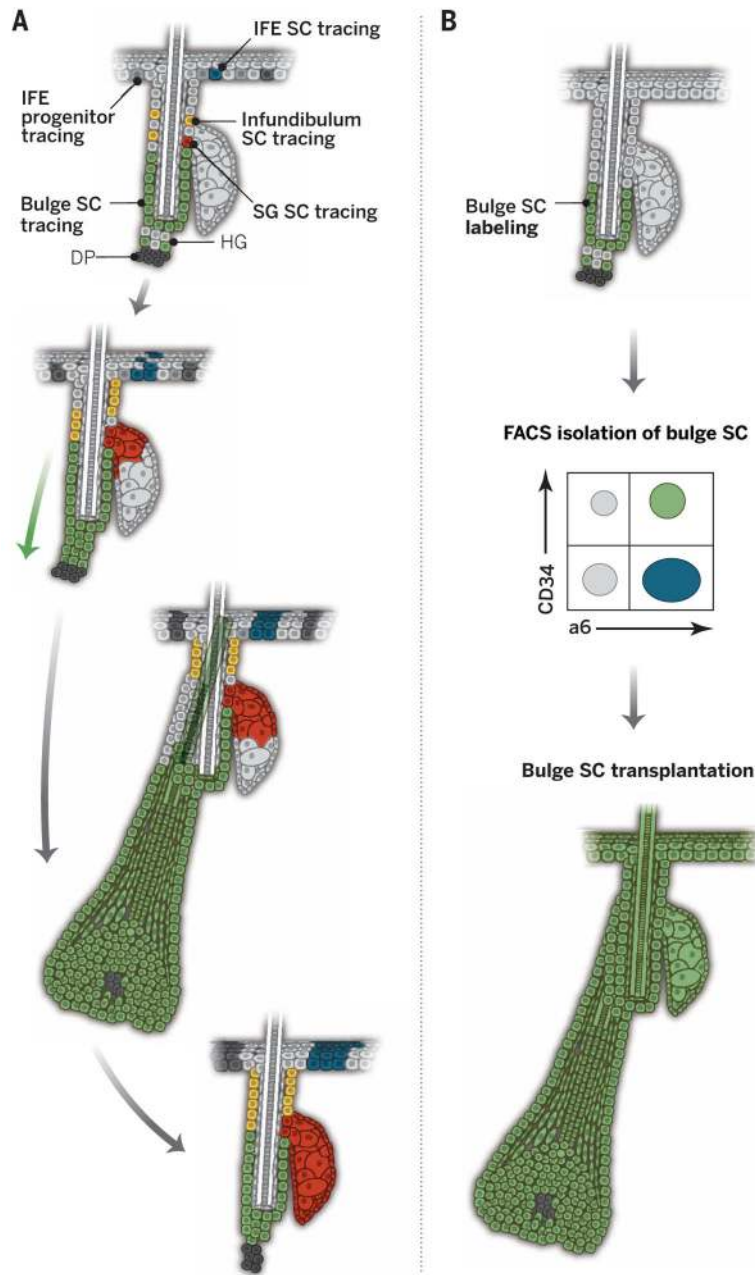 A
IFE SC tracing
IFE
progenitor
tracing
Infundibulum
SC tracing
Bulge SC
tracing
SG SC tracing
HG
DP
B
Bulge SC
labeling
FACS isolation of bulge SC
CD34
a6
Bulge SC transplantation